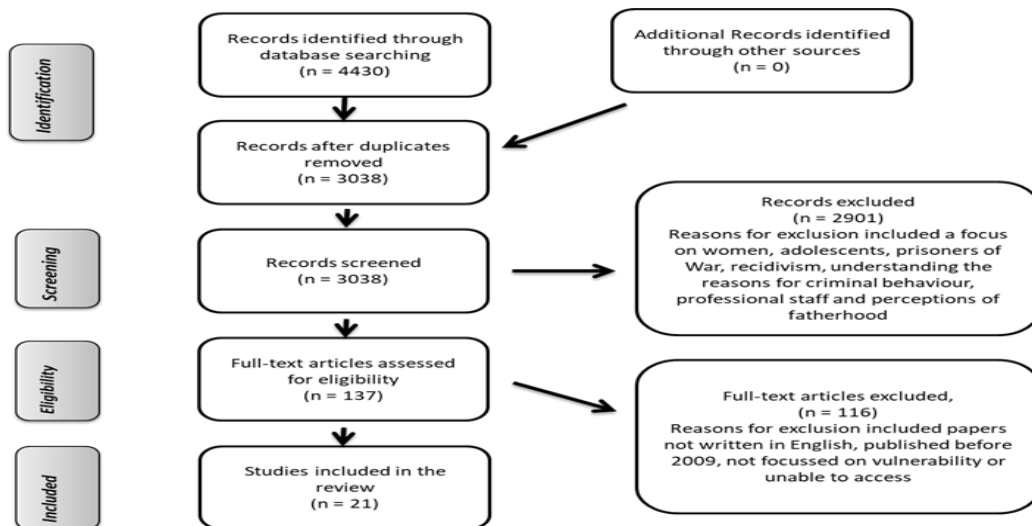 Identification
Records identified through
database searching
(n = 4430)
Additional Records identified
through other sources
(n = 0)
Records after duplicates
removed
(n = 3038)
Screening
Records screened
(n = 3038)
Records excluded
(n = 2901)
Reasons for exclusion included a focus
on women, adolescents, prisoners of
War, recidivism, understanding the
reasons for criminal behaviour,
professional staff and perceptions of
fatherhood
Eligibility
Full-text articles assessed
for eligibility
(n = 137)
Full-text articles excluded,
(n = 116)
Reasons for exclusion included papers
not written in English, published before
2009, not focussed on vulnerability or
unable to access
Included
Studies included in the
review
(n = 21)